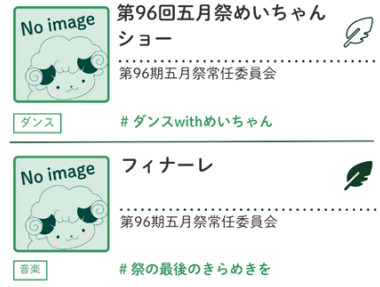 No image
第96回五月祭めいちゃん
ショー
第96期五月祭常任委員会
ダンス
#ダンスwithめいちゃん
No image
フィナーレ
第96期五月祭常任委員会
音楽
#祭の最後のきらめきを